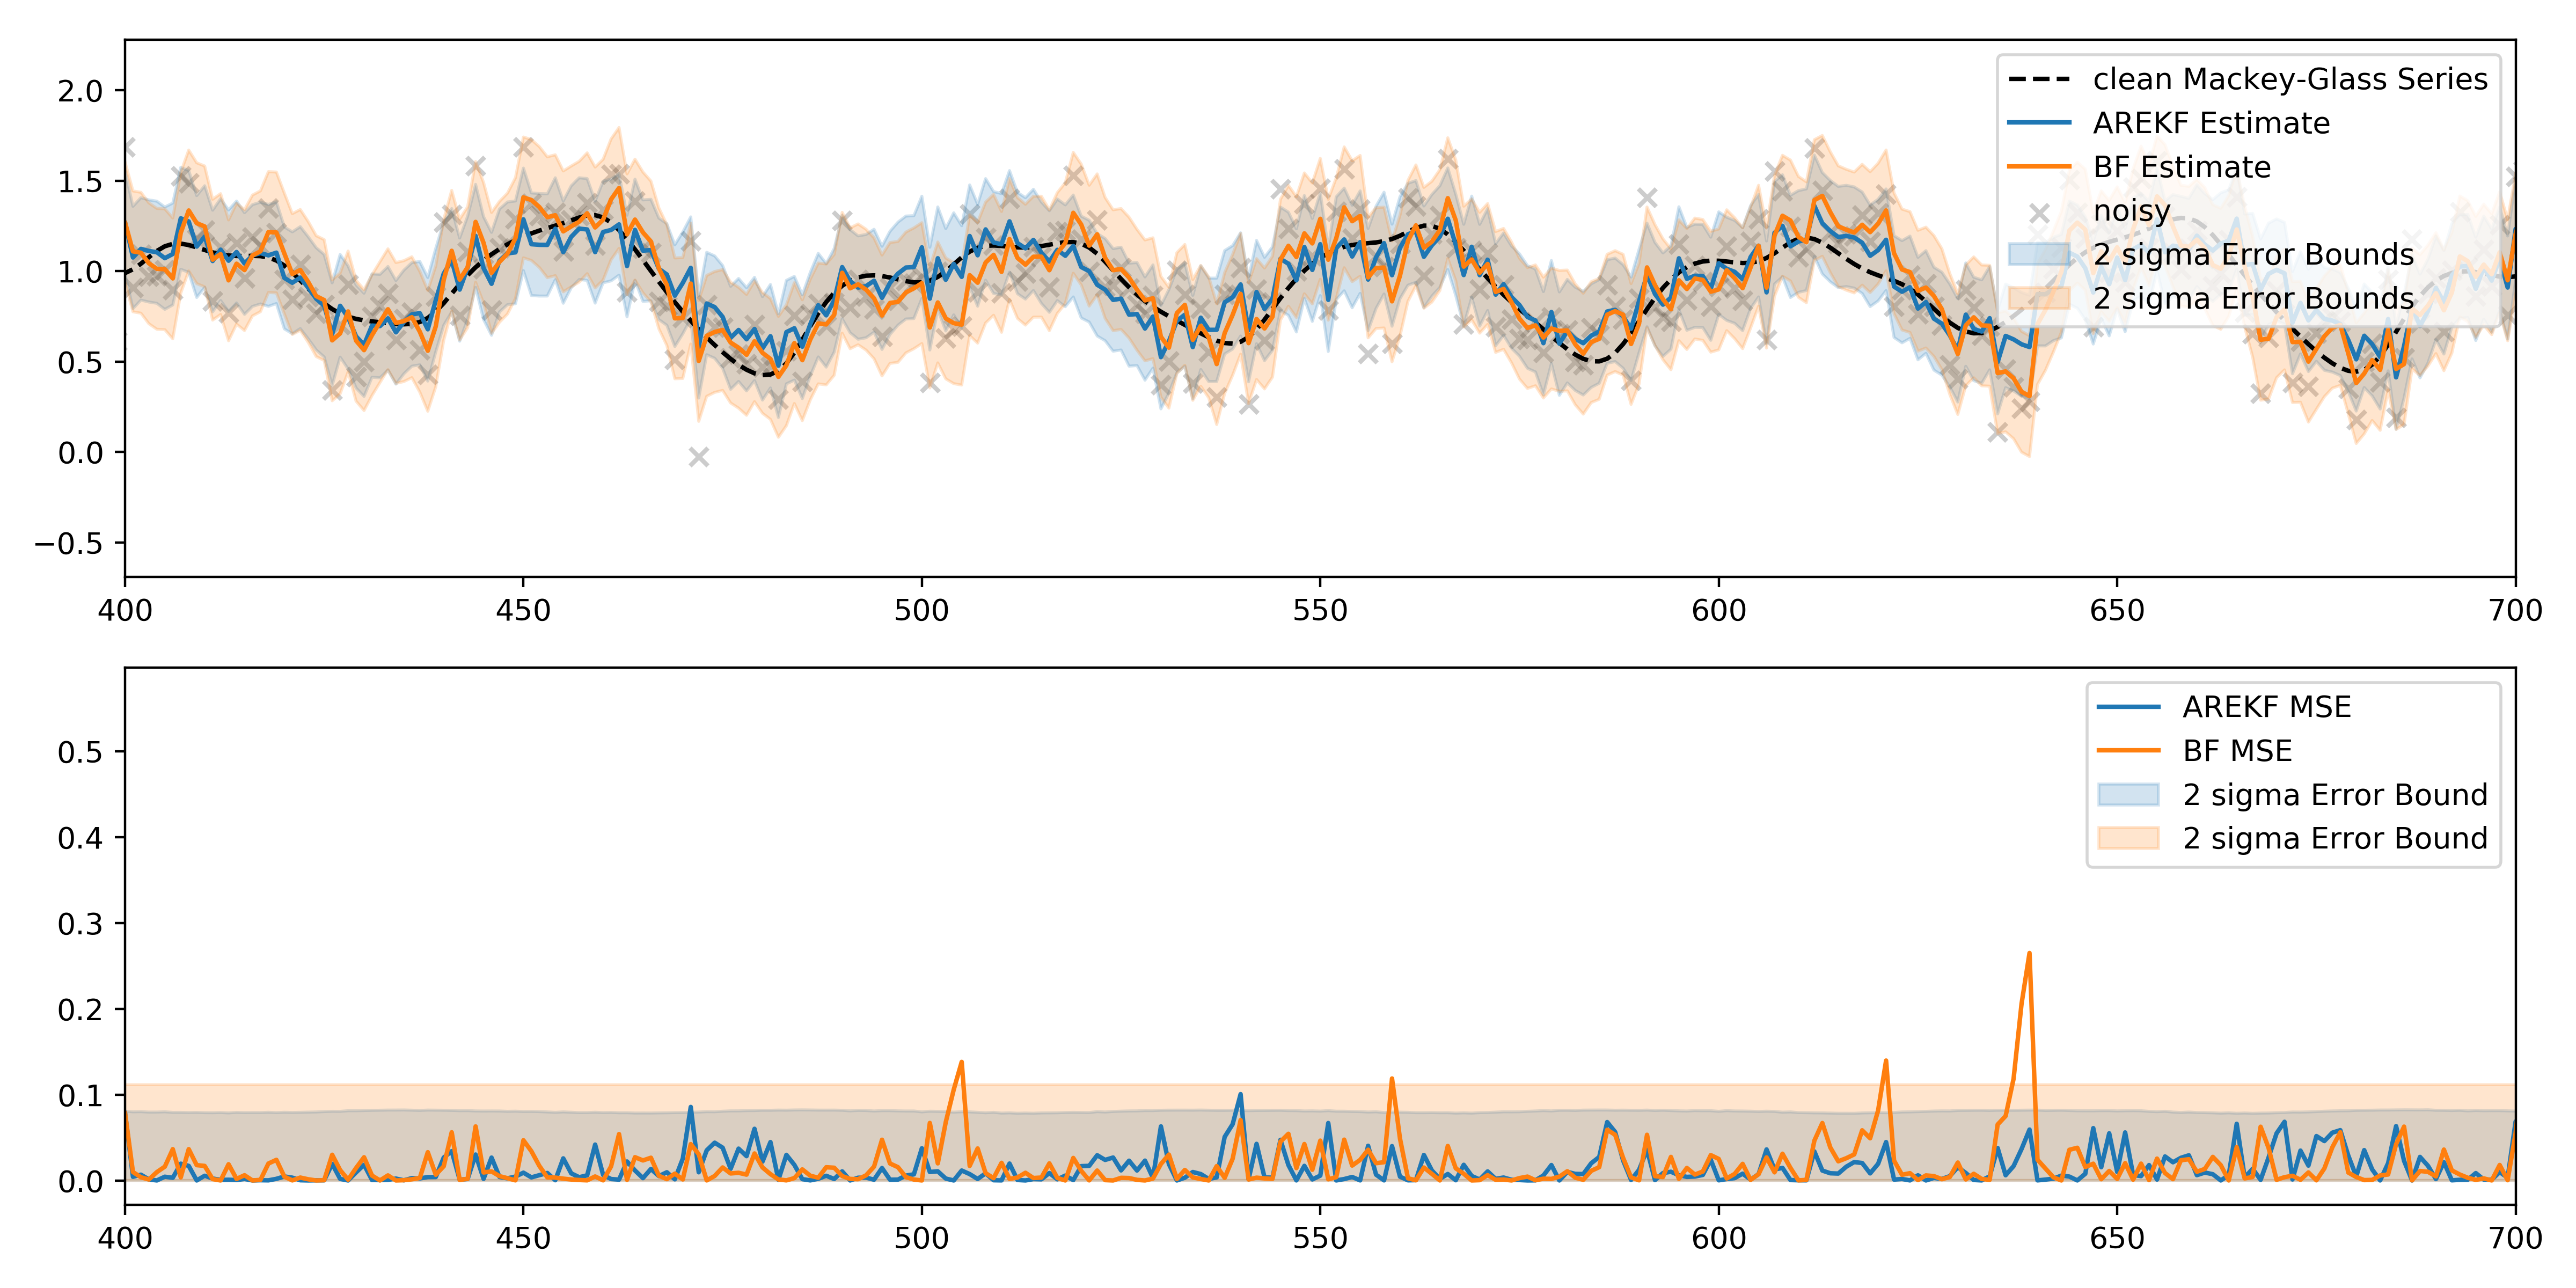 2.0
1.5
1.0
0.5
0.0
−0.5
clean Mackey-Glass Series
AREKF Estimate
BF Estimate
noisy
2 sigma Error Bounds
2 sigma Error Bounds
400 450 500 550 600 650 700
0.5
0.4
0.3
0.2
0.1
0.0
AREKF MSE
BF MSE
2 sigma Error Bound
2 sigma Error Bound
400 450 500 550 600 650 700